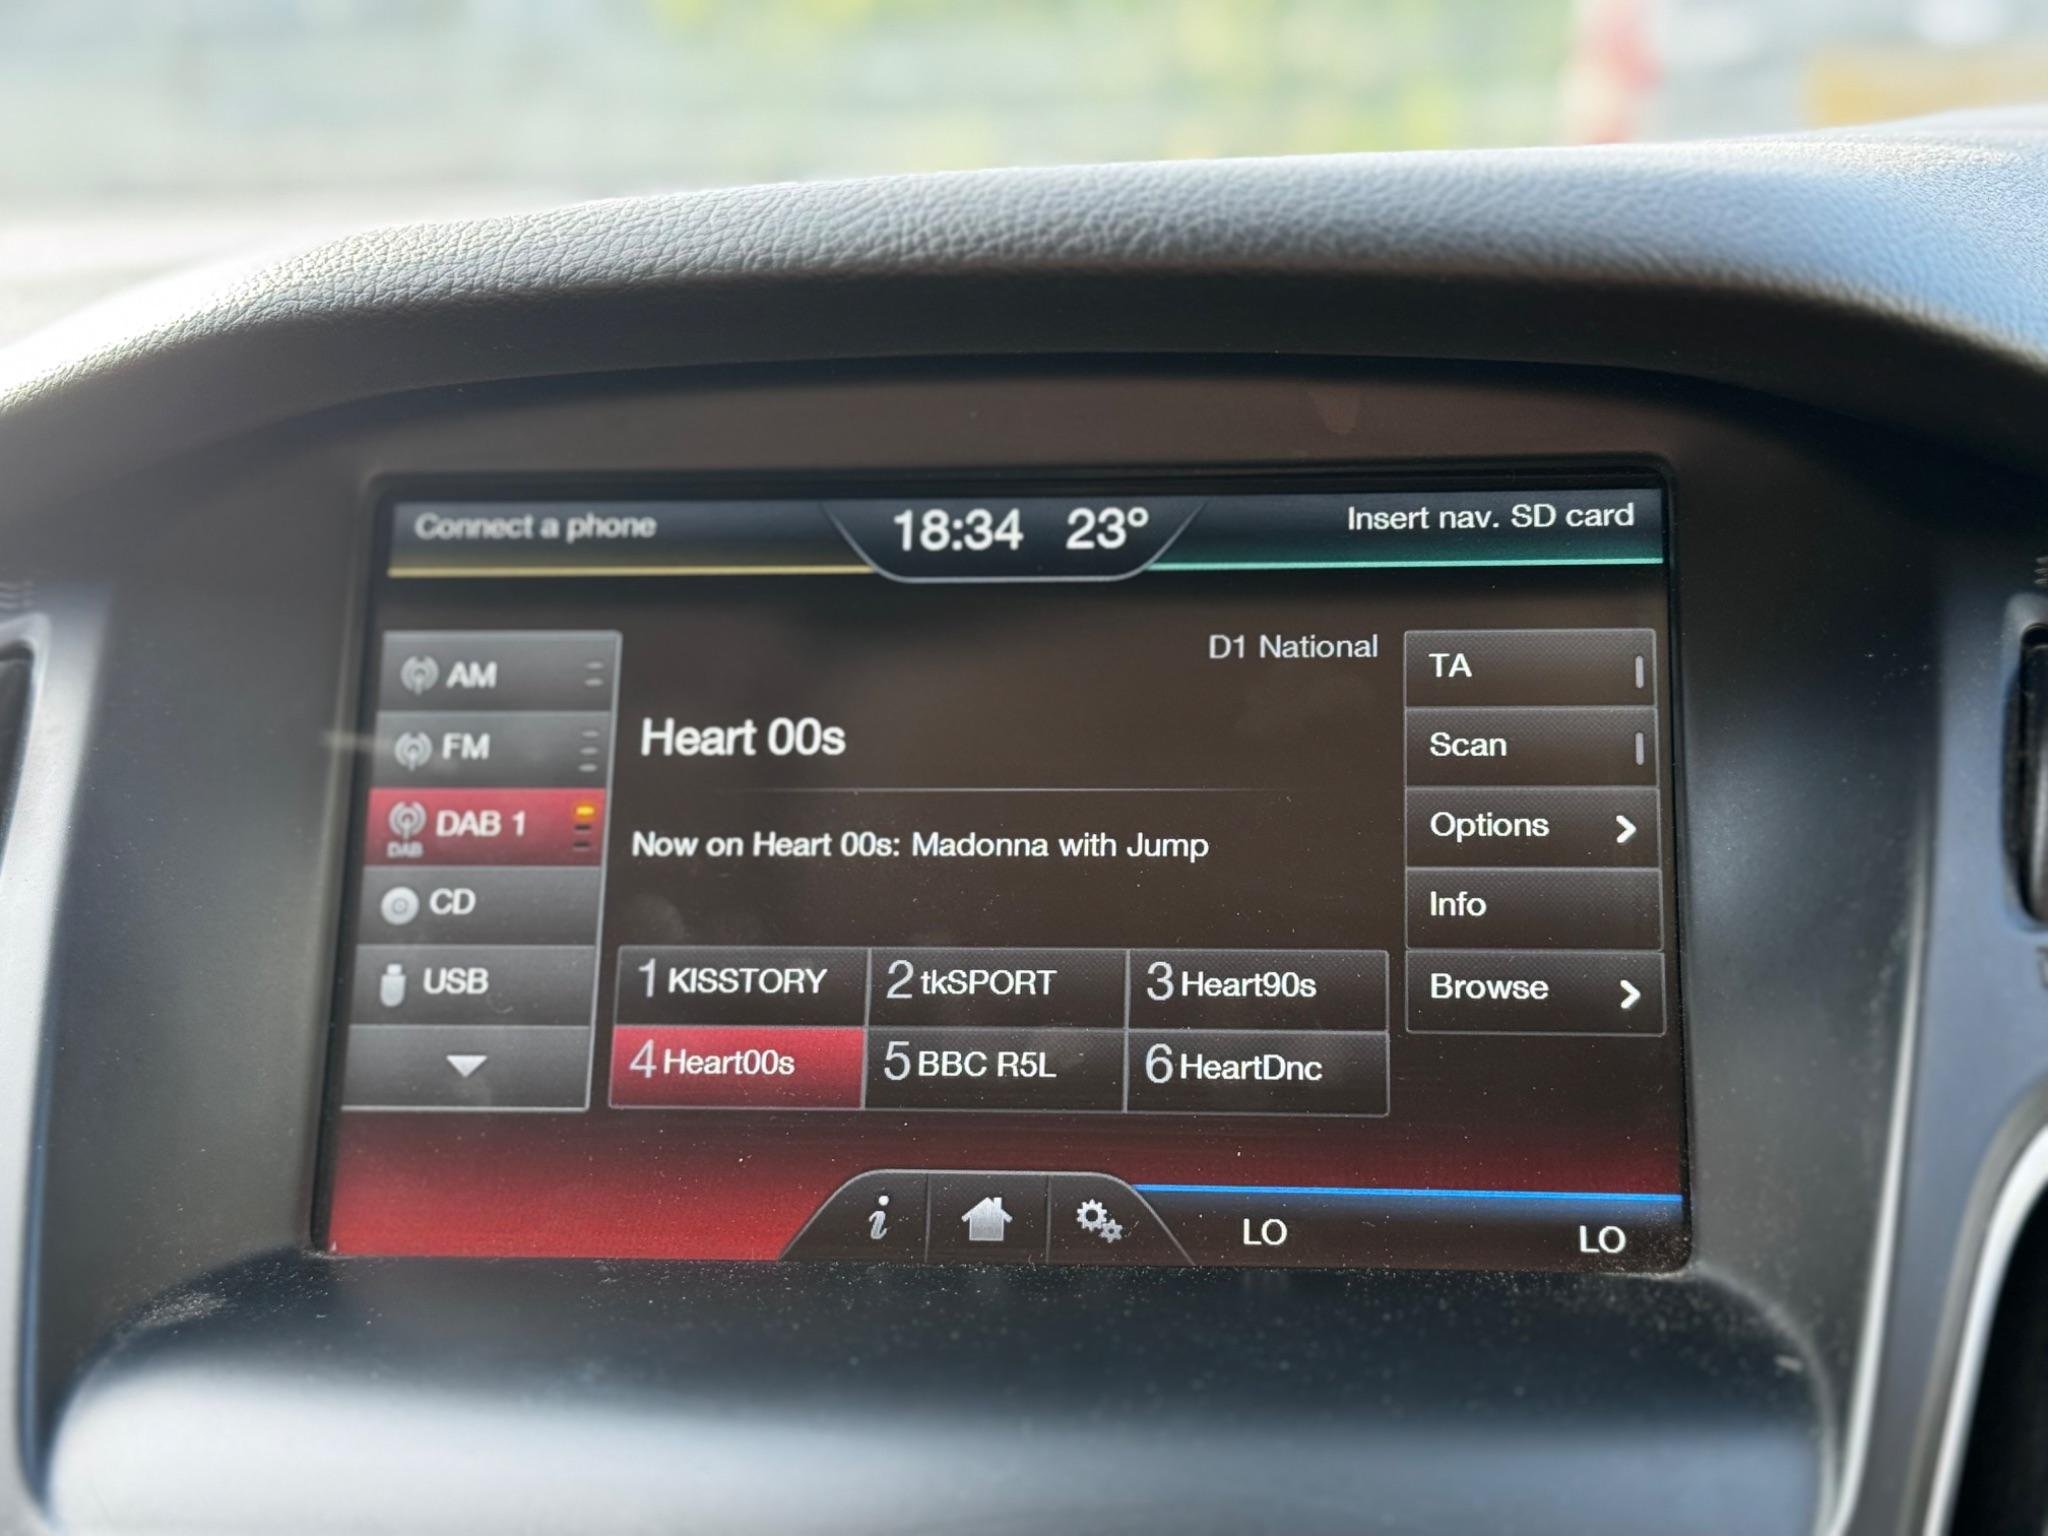 Connect a phone
18:34 23°
Insert nav. SD card
AM
FM
DAB 1
DAB
CD
USB
D1 National
Heart 00s
Now on Heart 00s: Madonna with Jump
1 KISSTORY
2 tkSPORT
3 Heart90s
4 Heart00s
5 BBC R5L
6 HeartDnc
TA
Scan
Options
Info
Browse
i
LO
LO